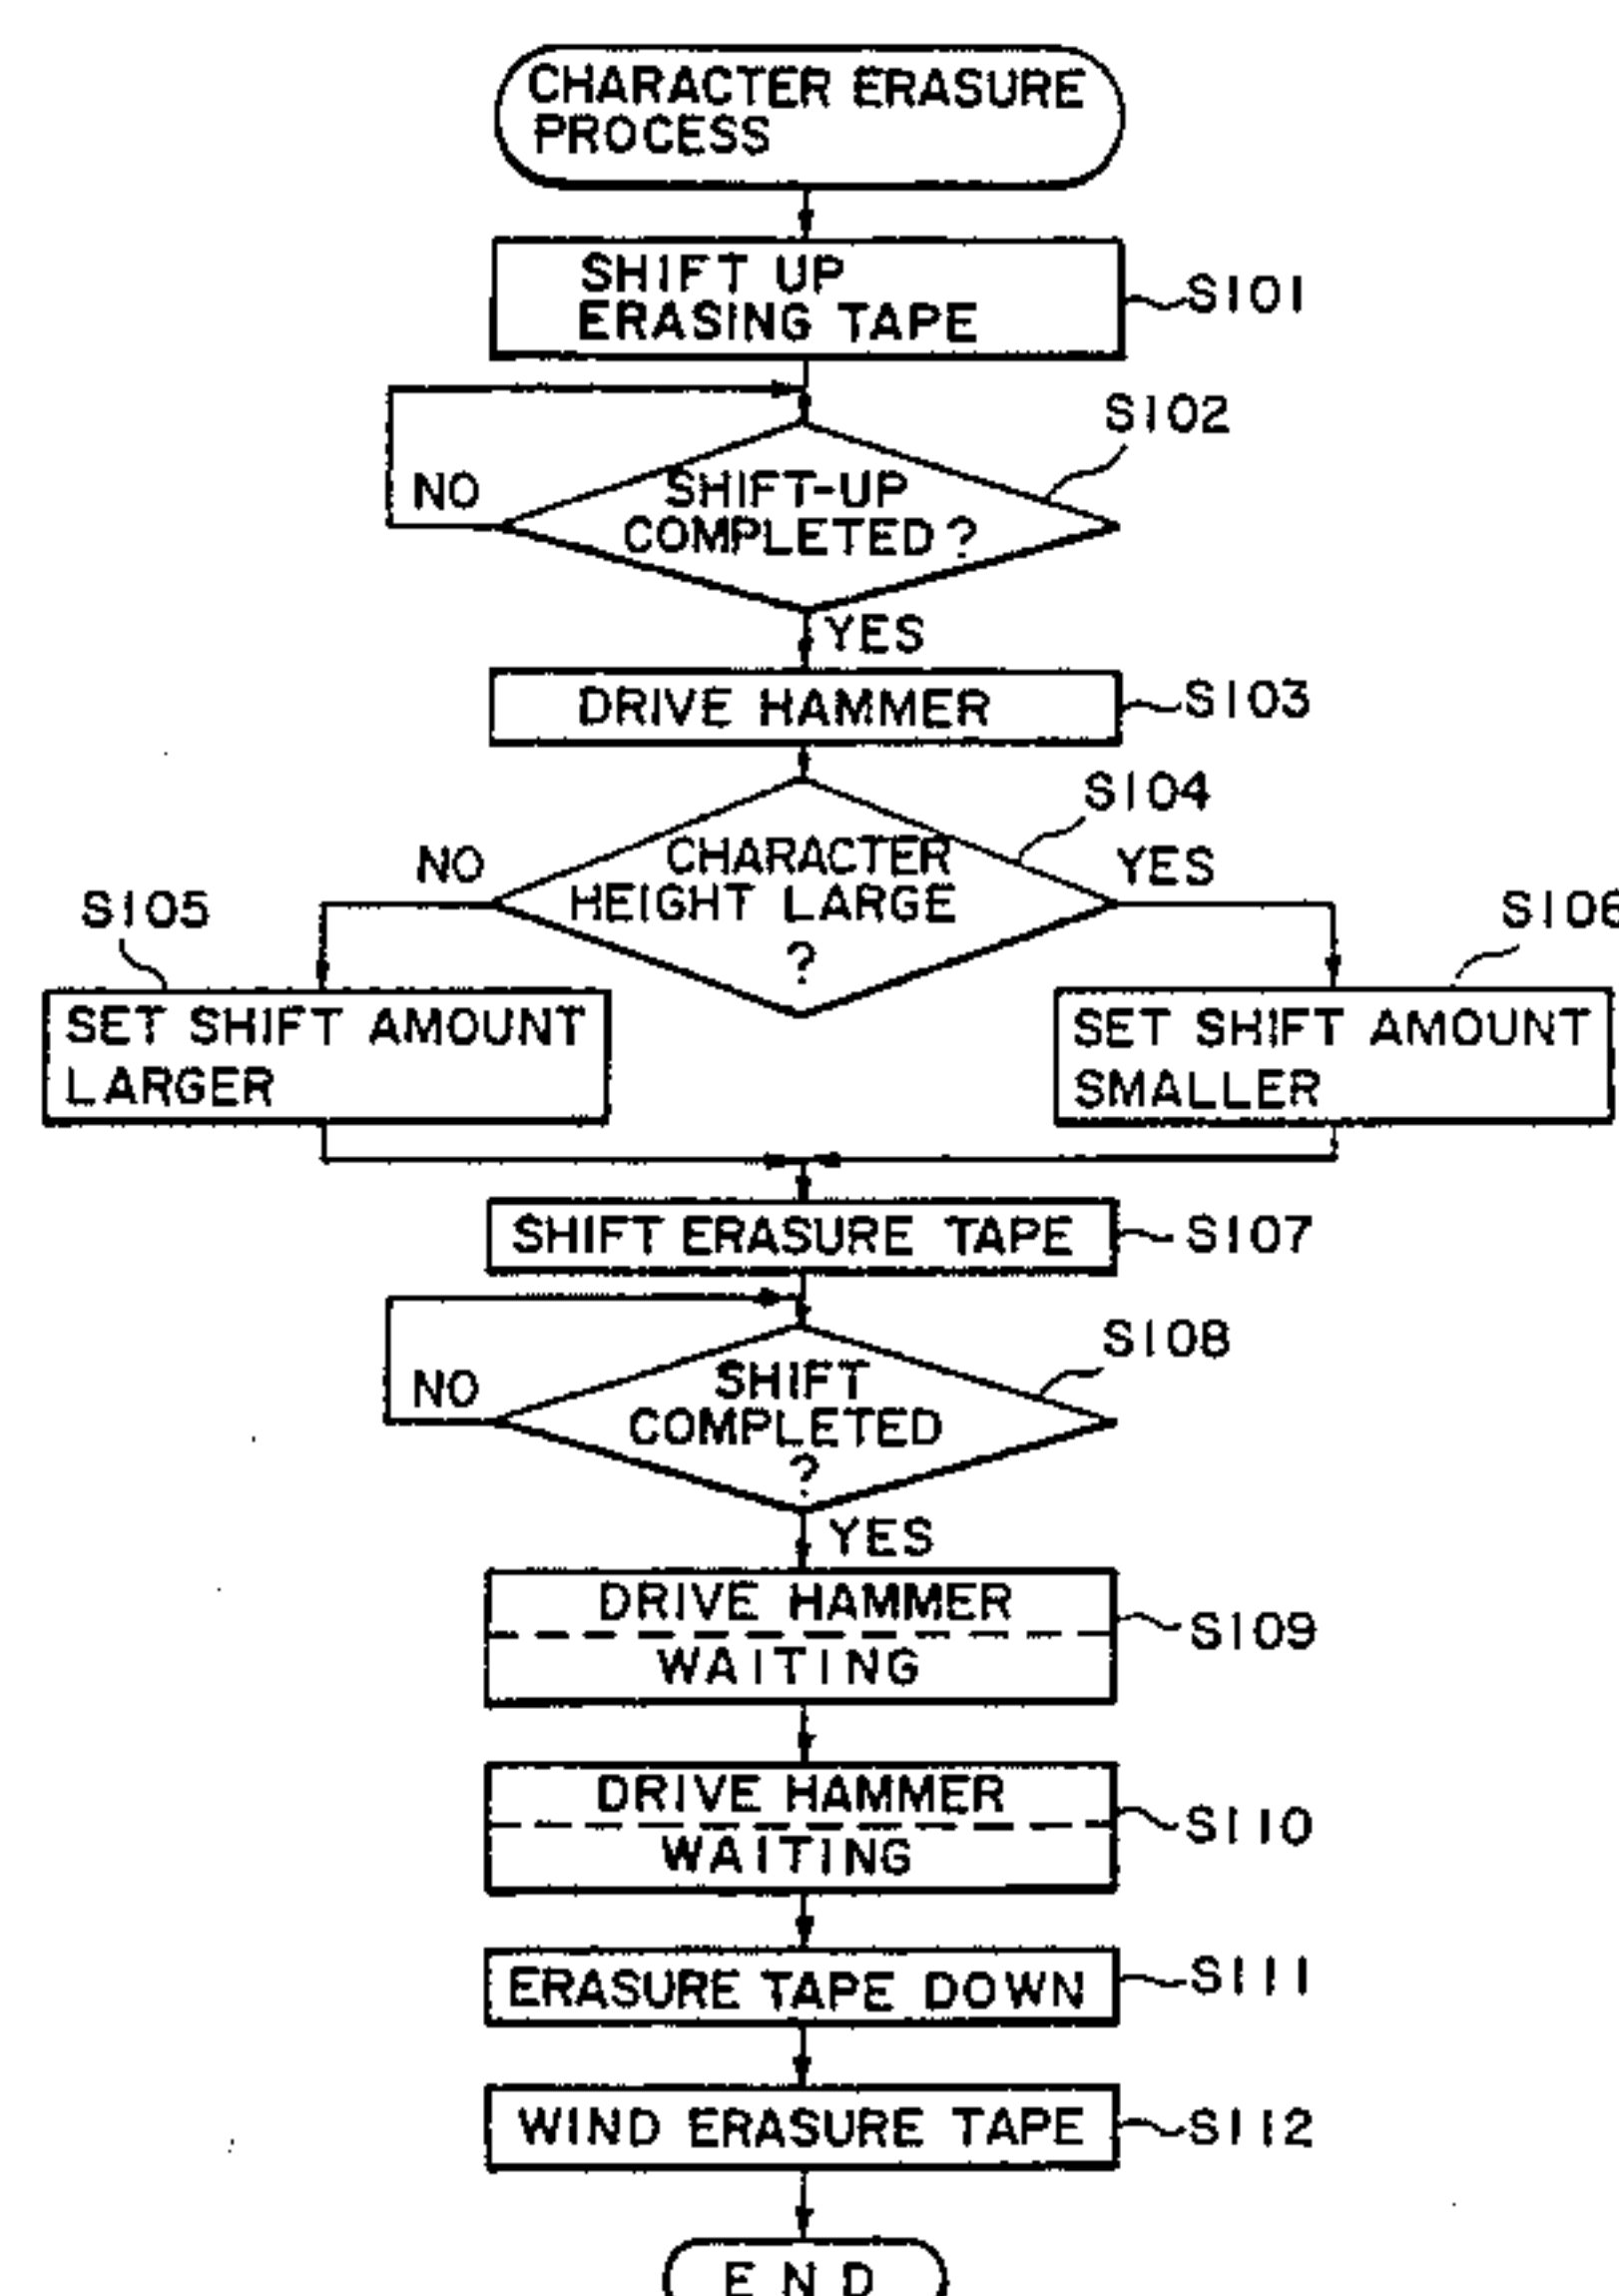 CHARACTER ERASURE
PROCESS
SHIFT UP
ERASING TAPE
S101
S102
NO
SHIFT-UP
COMPLETED?
YES
DRIVE HAMMER
S103
S104
NO
CHARACTER
HEIGHT LARGE
?
YES
S105
S106
SET SHIFT AMOUNT
LARGER
SET SHIFT AMOUNT
SMALLER
SHIFT ERASURE TAPE
S107
S108
NO
SHIFT
COMPLETED
?
YES
DRIVE HAMMER
WAITING
S109
DRIVE HAMMER
WAITING
S110
ERASURE TAPE DOWN
S111
WIND ERASURE TAPE
S112
END